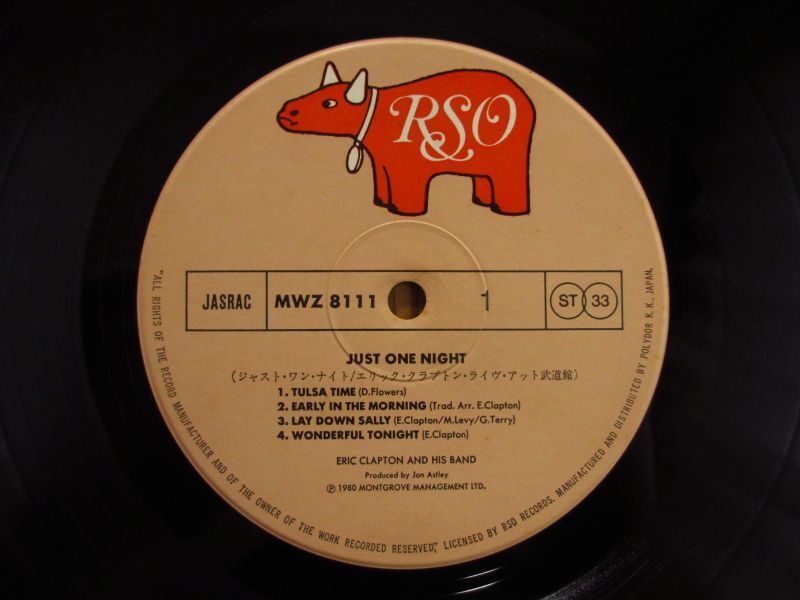 RSO
JASRAC
MWZ 8111
1
ST 33
JUST ONE NIGHT
(ジャスト・ワン・ナイト/エリック・クラプトン・ライヴ・アット武道館)
1. TULSA TIME (D.Flowers)
2. EARLY IN THE MORNING (Trad. Arr. E.Clapton)
3. LAY DOWN SALLY (E.Clapton/M.Levy/G.Terry)
4. WONDERFUL TONIGHT (E.Clapton)
ERIC CLAPTON AND HIS BAND
Produced by Jon Astley
℗ 1980 MONTGROVE MANAGEMENT LTD.
"ALL RIGHTS OF THE RECORD MANUFACTURER AND OF THE OWNER OF THE WORK RECORDED RESERVED," LICENSED BY RSO RECORDS. MANUFACTURED AND DISTRIBUTED BY POLYDOR K. K., JAPAN.